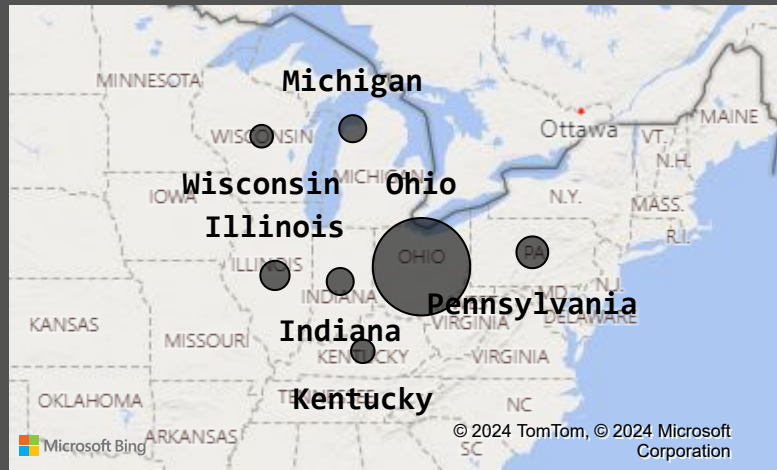 Michigan
MINNESOTA
MAINE
Ottawa
WISCONSIN
VT.
N.H.
Wisconsin
MICHIGAN
Ohio
IOWA
N.Y.
MASS.
Illinois
R.I.
OHIO
PA
ILLINOIS
N.J.
INDIANA
MD
Pennsylvania
DELAWARE
KANSAS
VIRGINIA
Indiana
MISSOURI
KENTUCKY
VIRGINIA
TENNESSEE
Kentucky
OKLAHOMA
NC
ARKANSAS
Microsoft Bing
SC
© 2024 TomTom, © 2024 Microsoft
Corporation